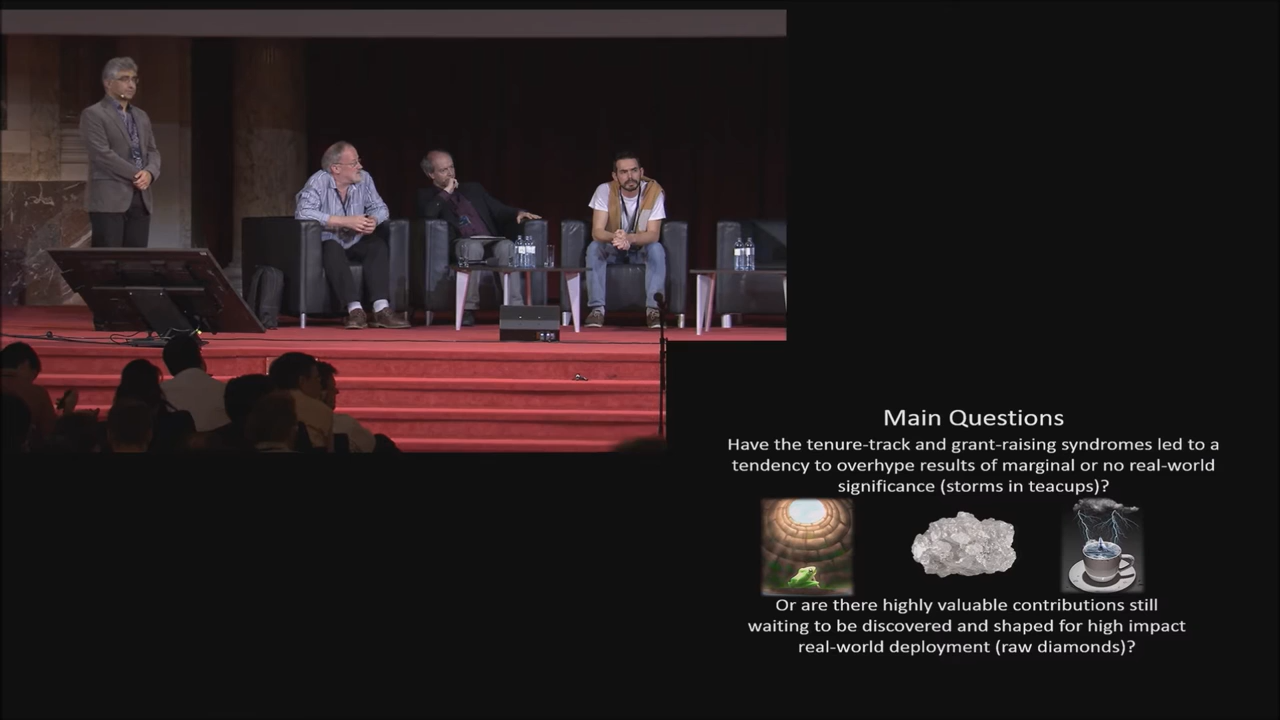 Main Questions
Have the tenure-track and grant-raising syndromes led to a
tendency to overhype results of marginal or no real-world
significance (storms in teacups)?
Or are there highly valuable contributions still
waiting to be discovered and shaped for high impact
real-world deployment (raw diamonds)?